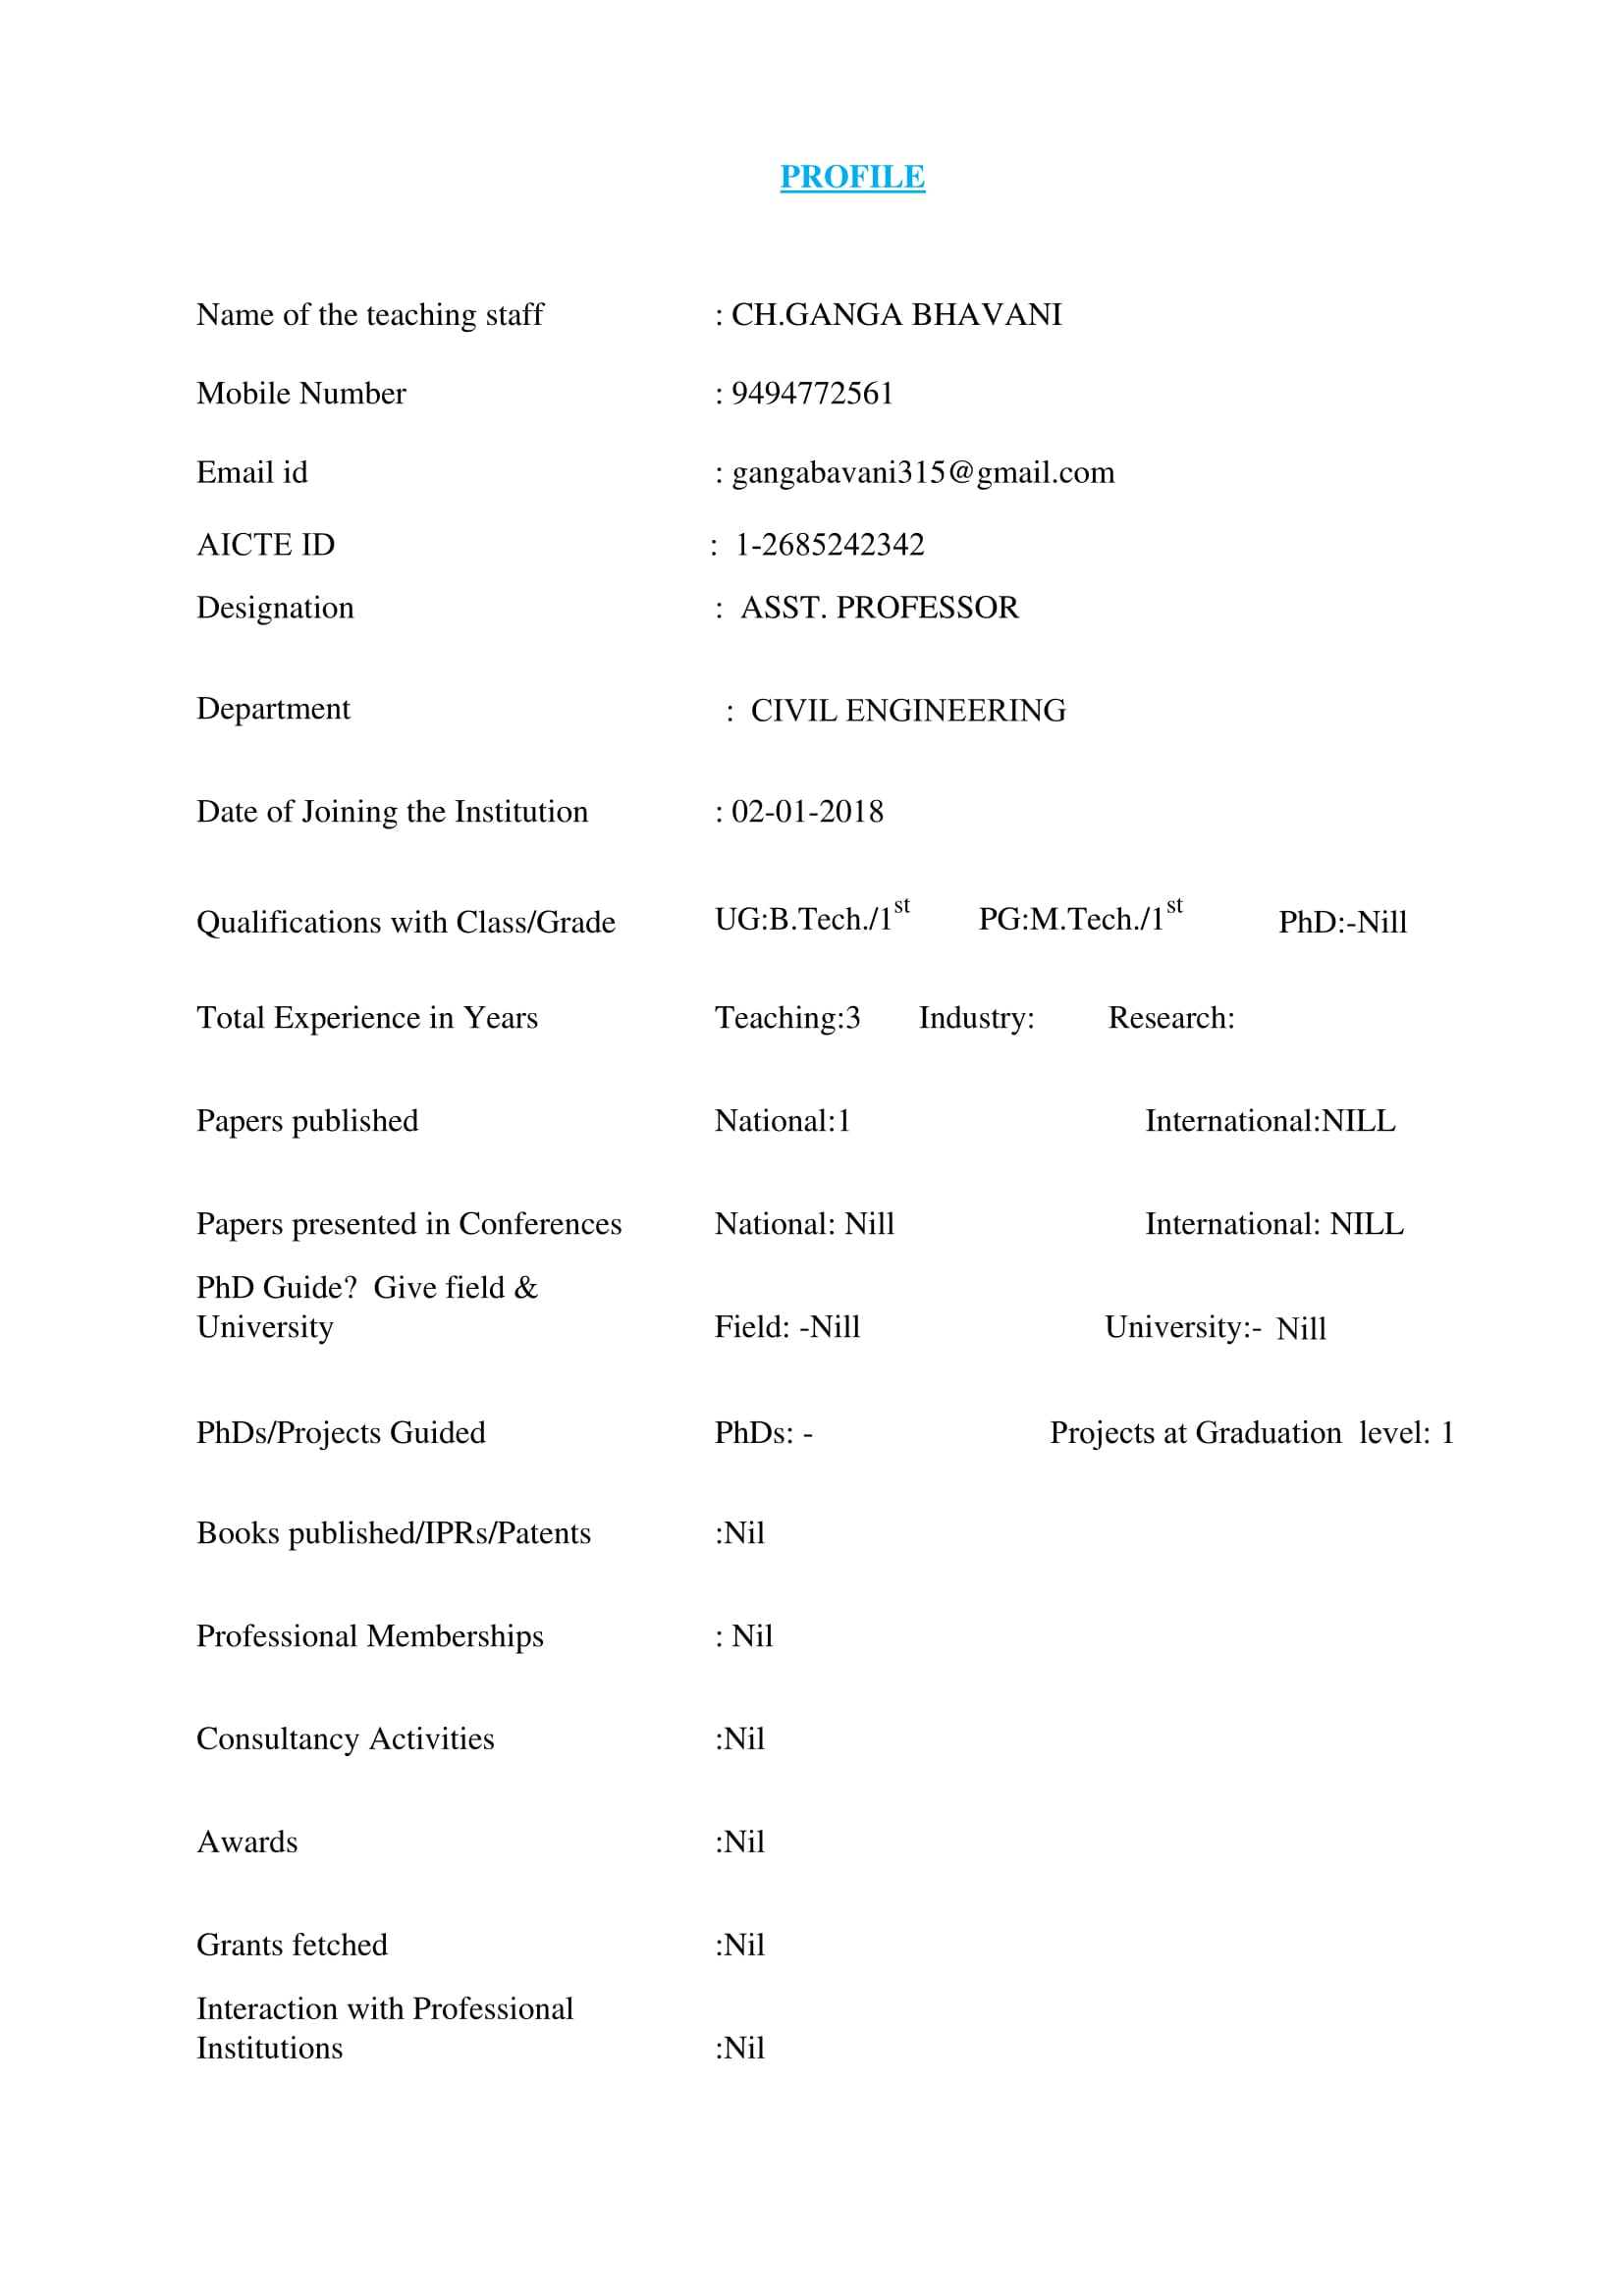 PROFILE
Name of the teaching staff : CH.GANGA BHAVANI
Mobile Number : 9494772561
Email id : gangabavani315@gmail.com
AICTE ID : 1-2685242342
Designation : ASST. PROFESSOR
Department : CIVIL ENGINEERING
Date of Joining the Institution : 02-01-2018
Qualifications with Class/Grade UG:B.Tech./1st PG:M.Tech./1st PhD:-Nill
Total Experience in Years Teaching:3 Industry: Research:
Papers published National:1 International:NILL
Papers presented in Conferences National: Nill International: NILL
PhD Guide? Give field &
University Field: -Nill University:- Nill
PhDs/Projects Guided PhDs: - Projects at Graduation level: 1
Books published/IPRs/Patents :Nil
Professional Memberships : Nil
Consultancy Activities :Nil
Awards :Nil
Grants fetched :Nil
Interaction with Professional
Institutions :Nil